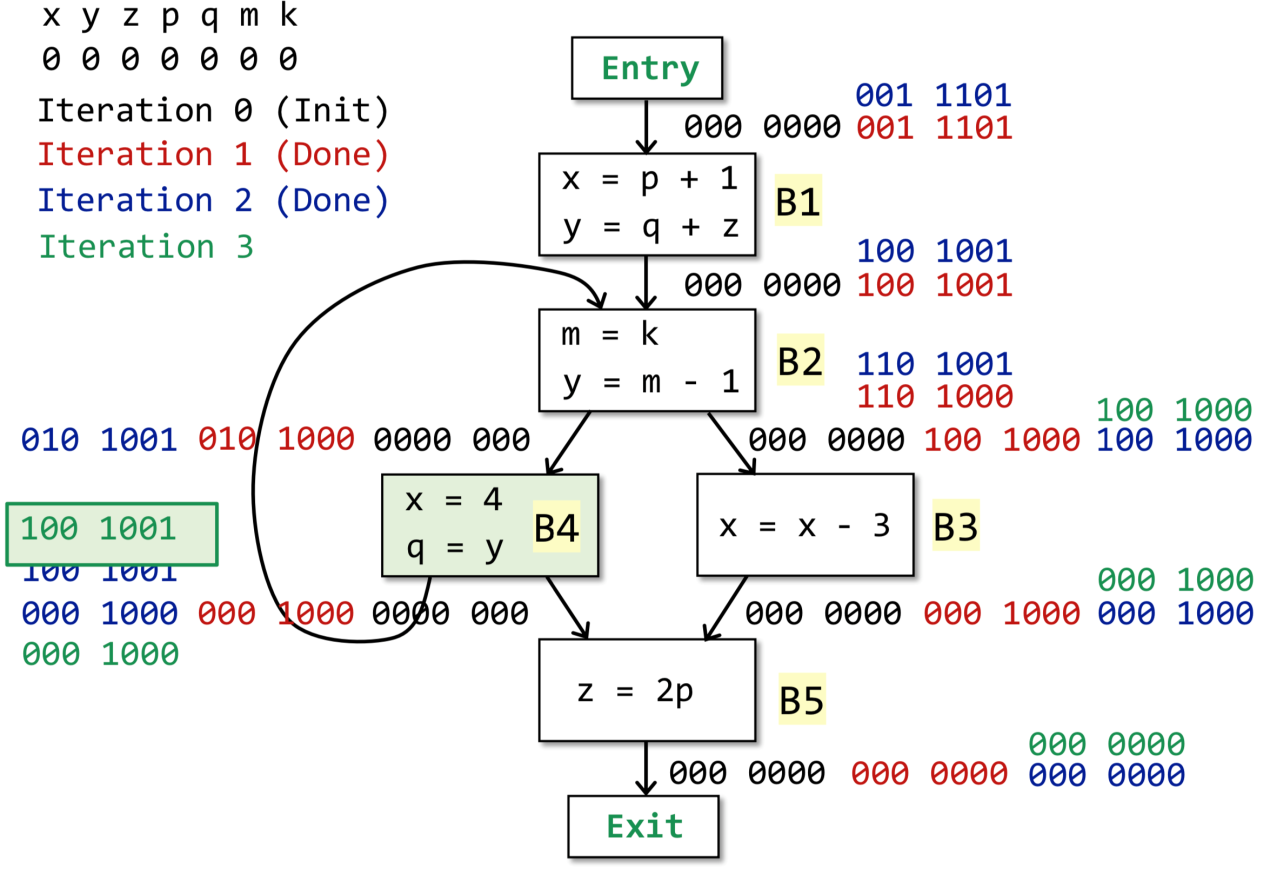 x y z p q m k
0 0 0 0 0 0 0
Iteration 0 (Init)
Iteration 1 (Done)
Iteration 2 (Done)
Iteration 3
Entry
001 1101
000 0000 001 1101
x = p + 1
y = q + z
B1
100 1001
000 0000 100 1001
m = k
y = m - 1
B2
110 1001
110 1000
100 1000
010 1001 010 1000 0000 000
000 0000 100 1000 100 1000
x = 4
q = y
B4
x = x - 3
B3
100 1001
100 1001
000 1000 000 1000 0000 000
000 1000
000 1000
000 0000 000 1000 000 1000
z = 2p
B5
000 0000
000 0000 000 0000 000 0000
Exit